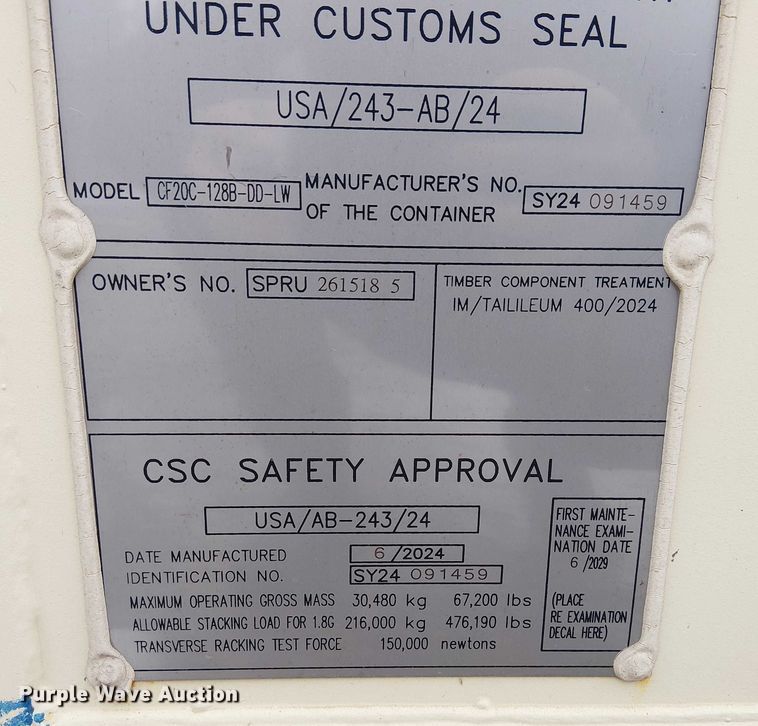 UNDER CUSTOMS SEAL
USA/243-AB/24
MODEL CF20C-128B-DD-LW MANUFACTURER'S NO. OF THE CONTAINER SY24 091459
OWNER'S NO. SPRU 261518 5
TIMBER COMPONENT TREATMENT
IM/TAILILEUM 400/2024
CSC SAFETY APPROVAL
USA/AB-243/24
DATE MANUFACTURED 6/2024
IDENTIFICATION NO. SY24 091459
MAXIMUM OPERATING GROSS MASS 30,480 kg 67,200 lbs
ALLOWABLE STACKING LOAD FOR 1.8G 216,000 kg 476,190 lbs
TRANSVERSE RACKING TEST FORCE 150,000 newtons
FIRST MAINTE-
NANCE EXAMI-
NATION DATE
6/2029
(PLACE
RE EXAMINATION
DECAL HERE)
Purple Wave Auction